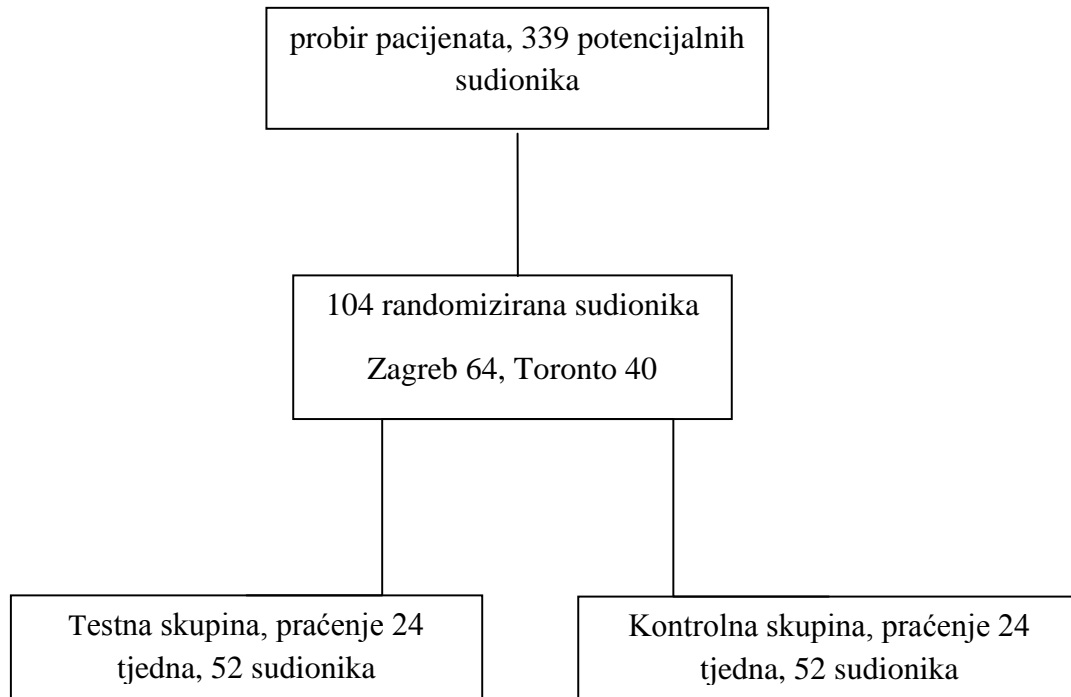 probir pacijenata, 339 potencijalnih
sudionika
104 randomizirana sudionika
Zagreb 64, Toronto 40
Testna skupina, praćenje 24
tjedna, 52 sudionika
Kontrolna skupina, praćenje 24
tjedna, 52 sudionika